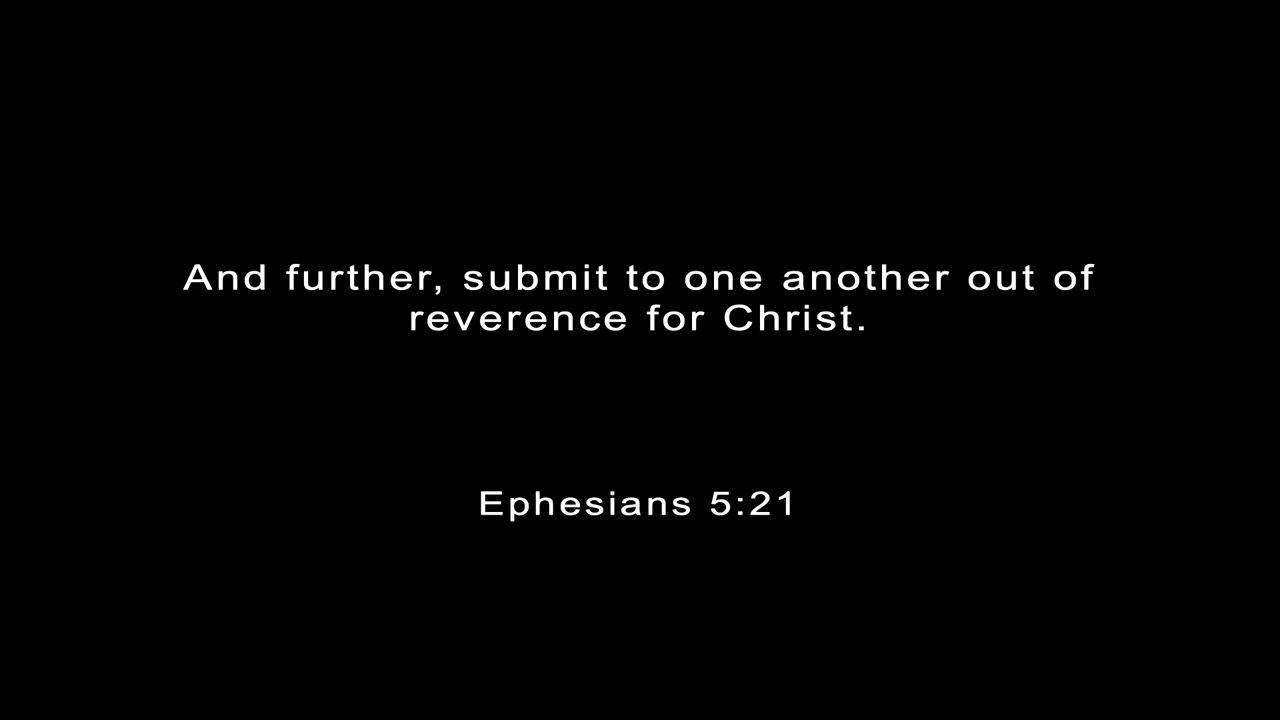 And further, submit to one another out of
reverence for Christ.
Ephesians 5:21